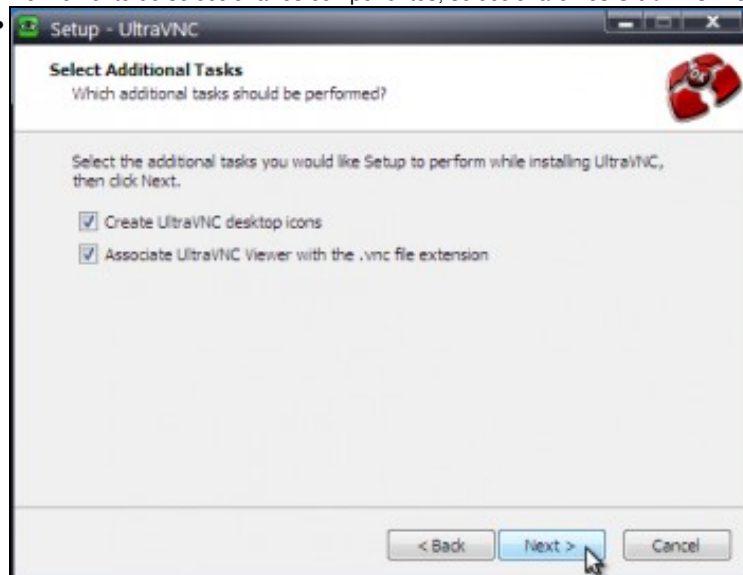 Setup - UltraVNC
Select Additional Tasks
Which additional tasks should be performed?
OK
Select the additional tasks you would like Setup to perform while installing UltraVNC,
then click Next.
Create UltraVNC desktop icons
Associate UltraVNC Viewer with the .vnc file extension
< Back
Next >
Cancel